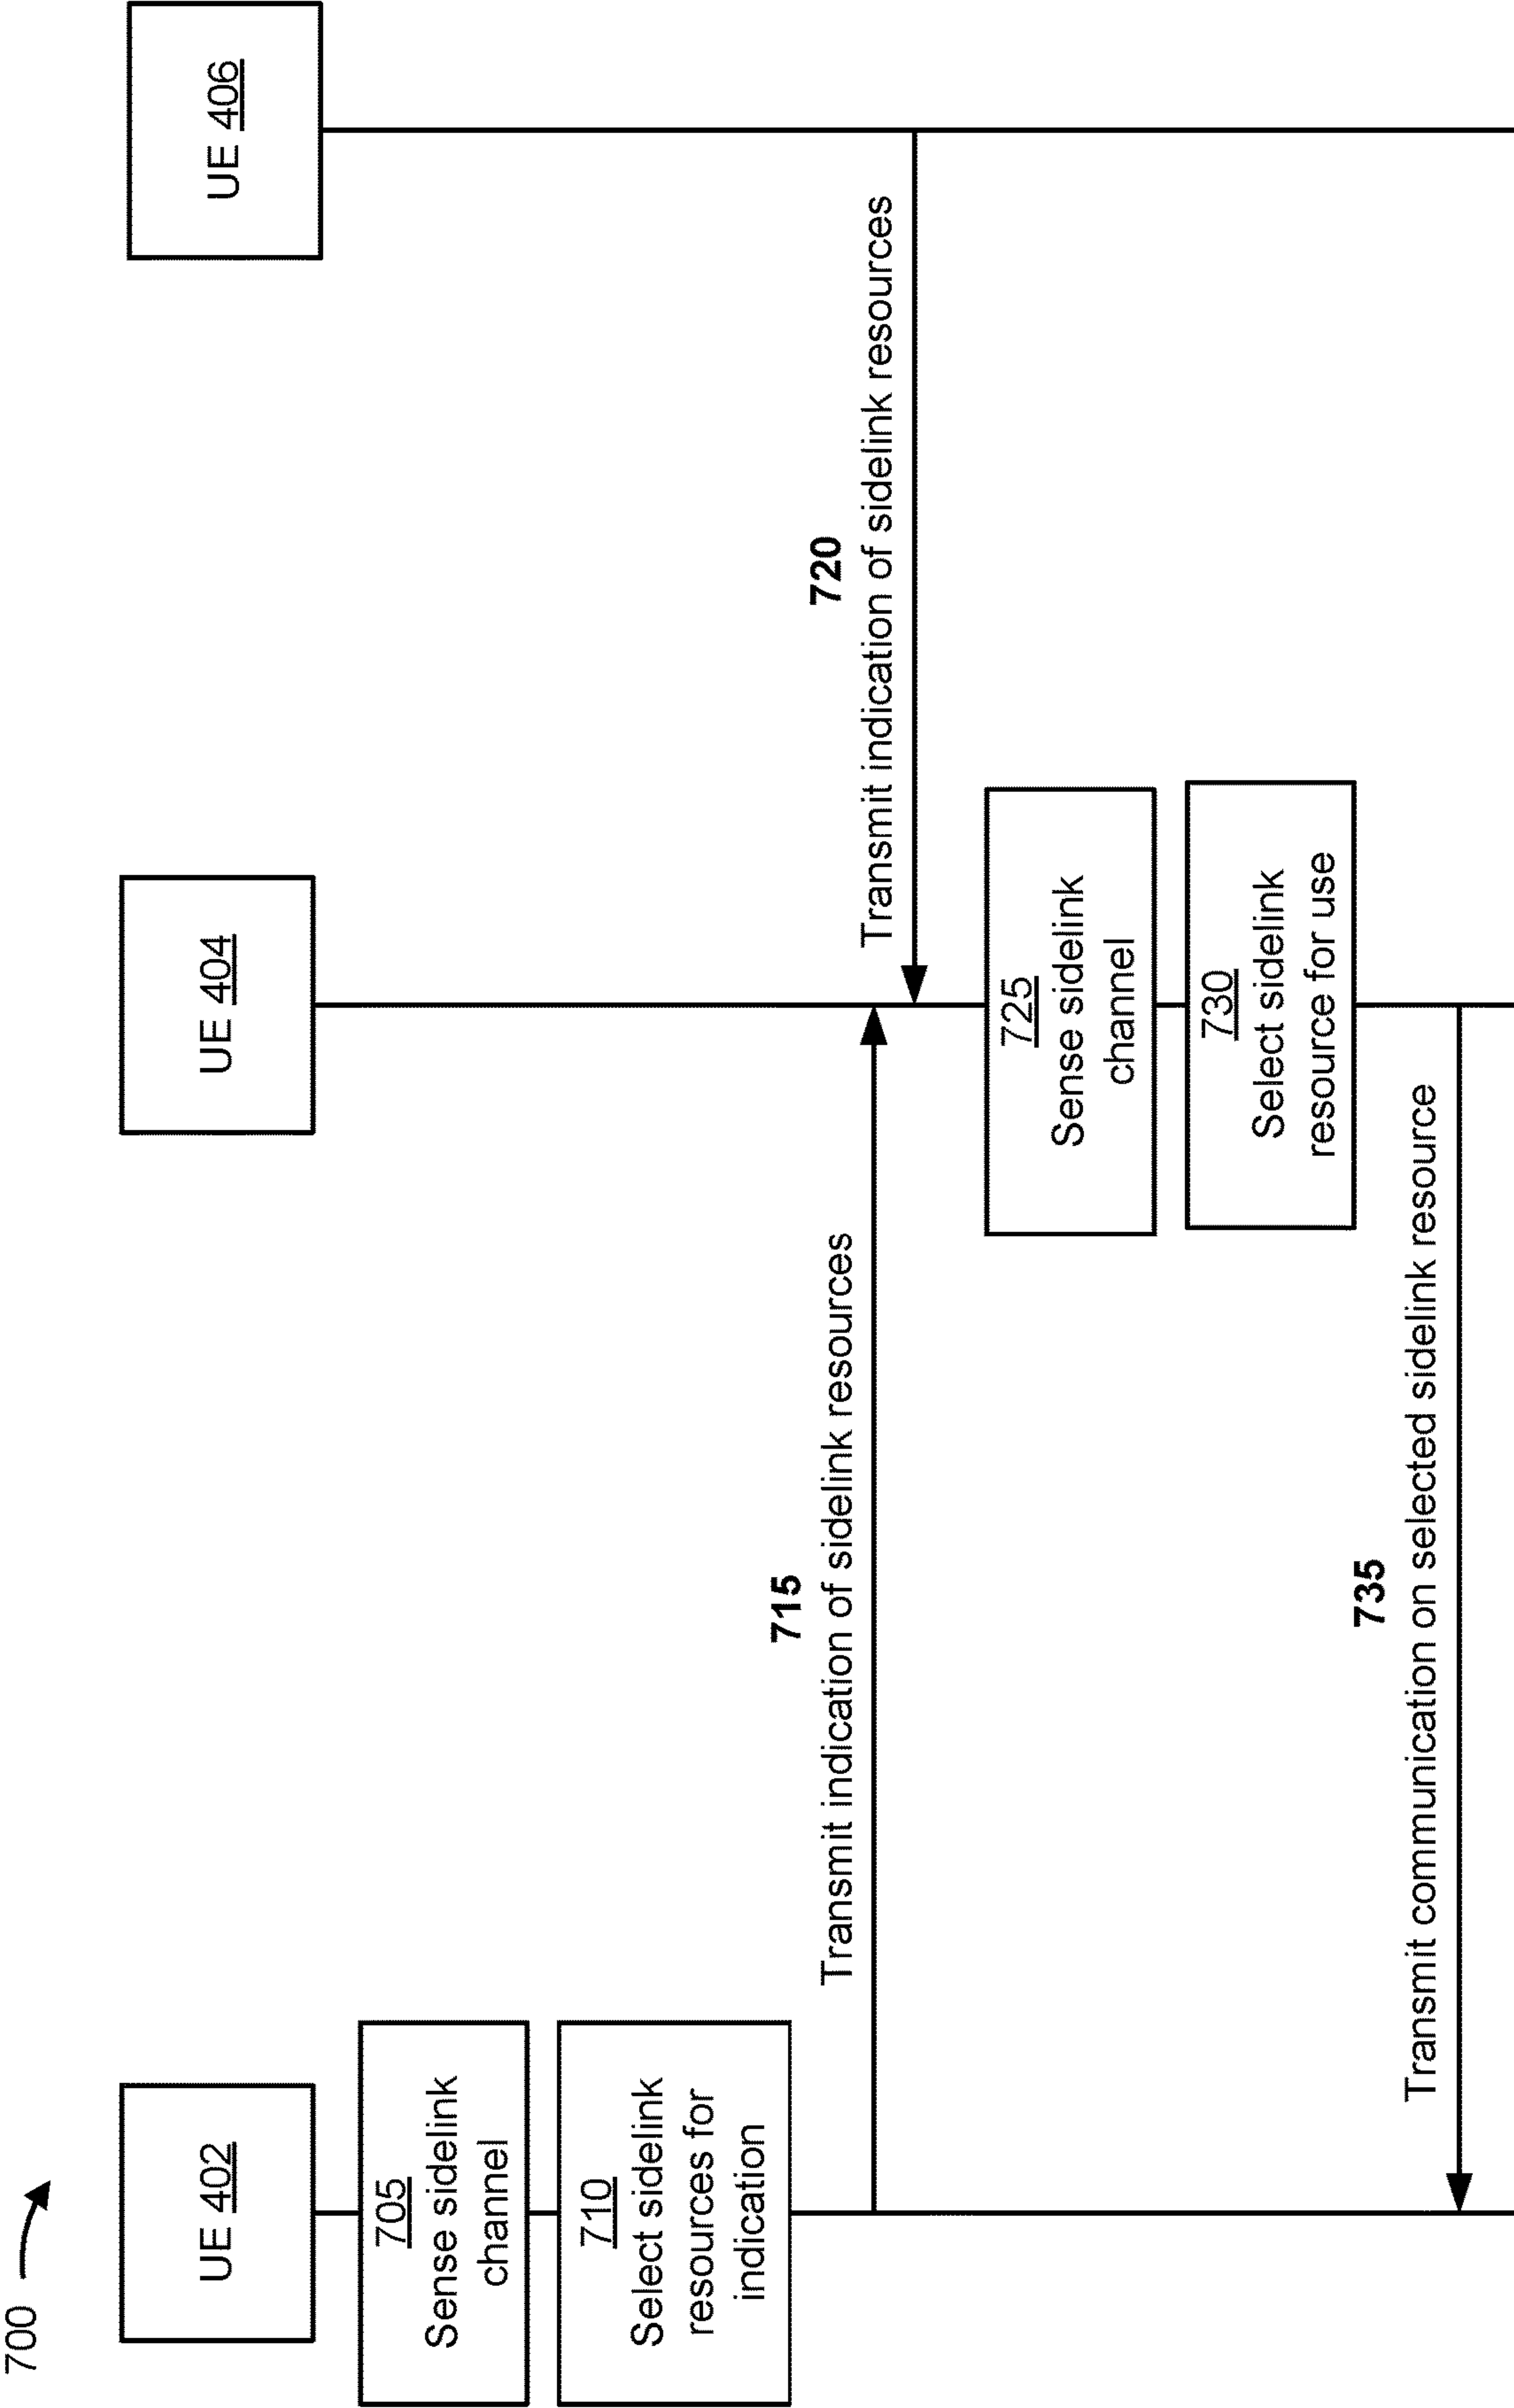 700
UE 402
UE 404
UE 406
705
Sense sidelink
channel
710
Select sidelink
resources for
indication
715
Transmit indication of sidelink resources
720
Transmit indication of sidelink resources
725
Sense sidelink
channel
730
Select sidelink
resource for use
735
Transmit communication on selected sidelink resource